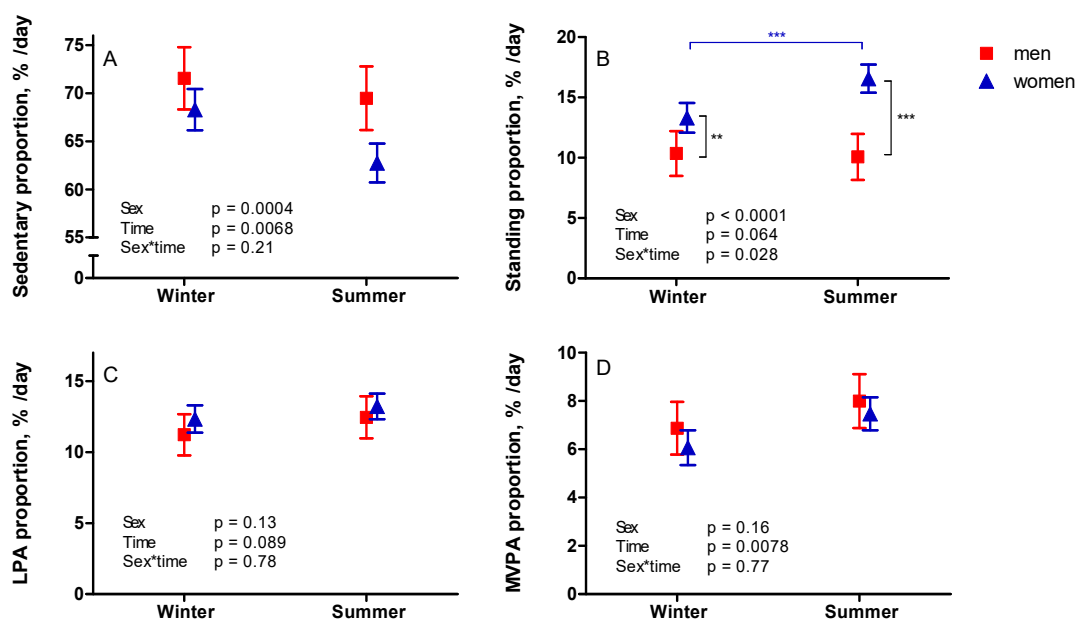 Sedentary proportion, % /day
A
75
70
65
60
55
0
Sex p = 0.0004
Time p = 0.0068
Sex*time p = 0.21
Winter Summer
Standing proportion, % /day
B
20
15
10
5
0
***
**
***
Sex p < 0.0001
Time p = 0.064
Sex*time p = 0.028
Winter Summer
men
women
LPA proportion, % /day
C
15
10
5
0
Sex p = 0.13
Time p = 0.089
Sex*time p = 0.78
Winter Summer
MVPA proportion, % /day
D
10
8
6
4
2
0
Sex p = 0.16
Time p = 0.0078
Sex*time p = 0.77
Winter Summer